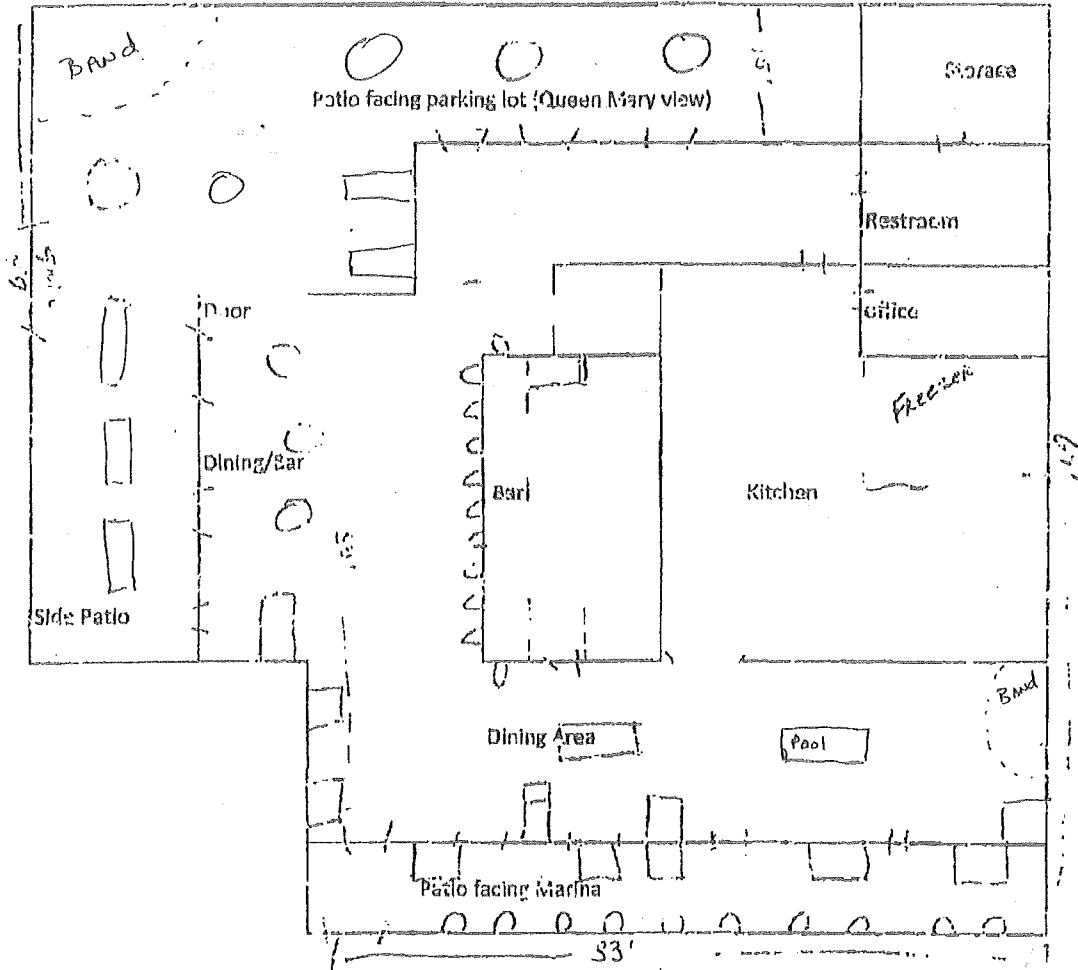 BAND
Storage
Patio facing parking lot (Queen Mary view)
Restroom
Door
Office
Freezer
Dining/Bar
Bar
Kitchen
Side Patio
Band
Dining Area
Pool
Patio facing Marina
53'